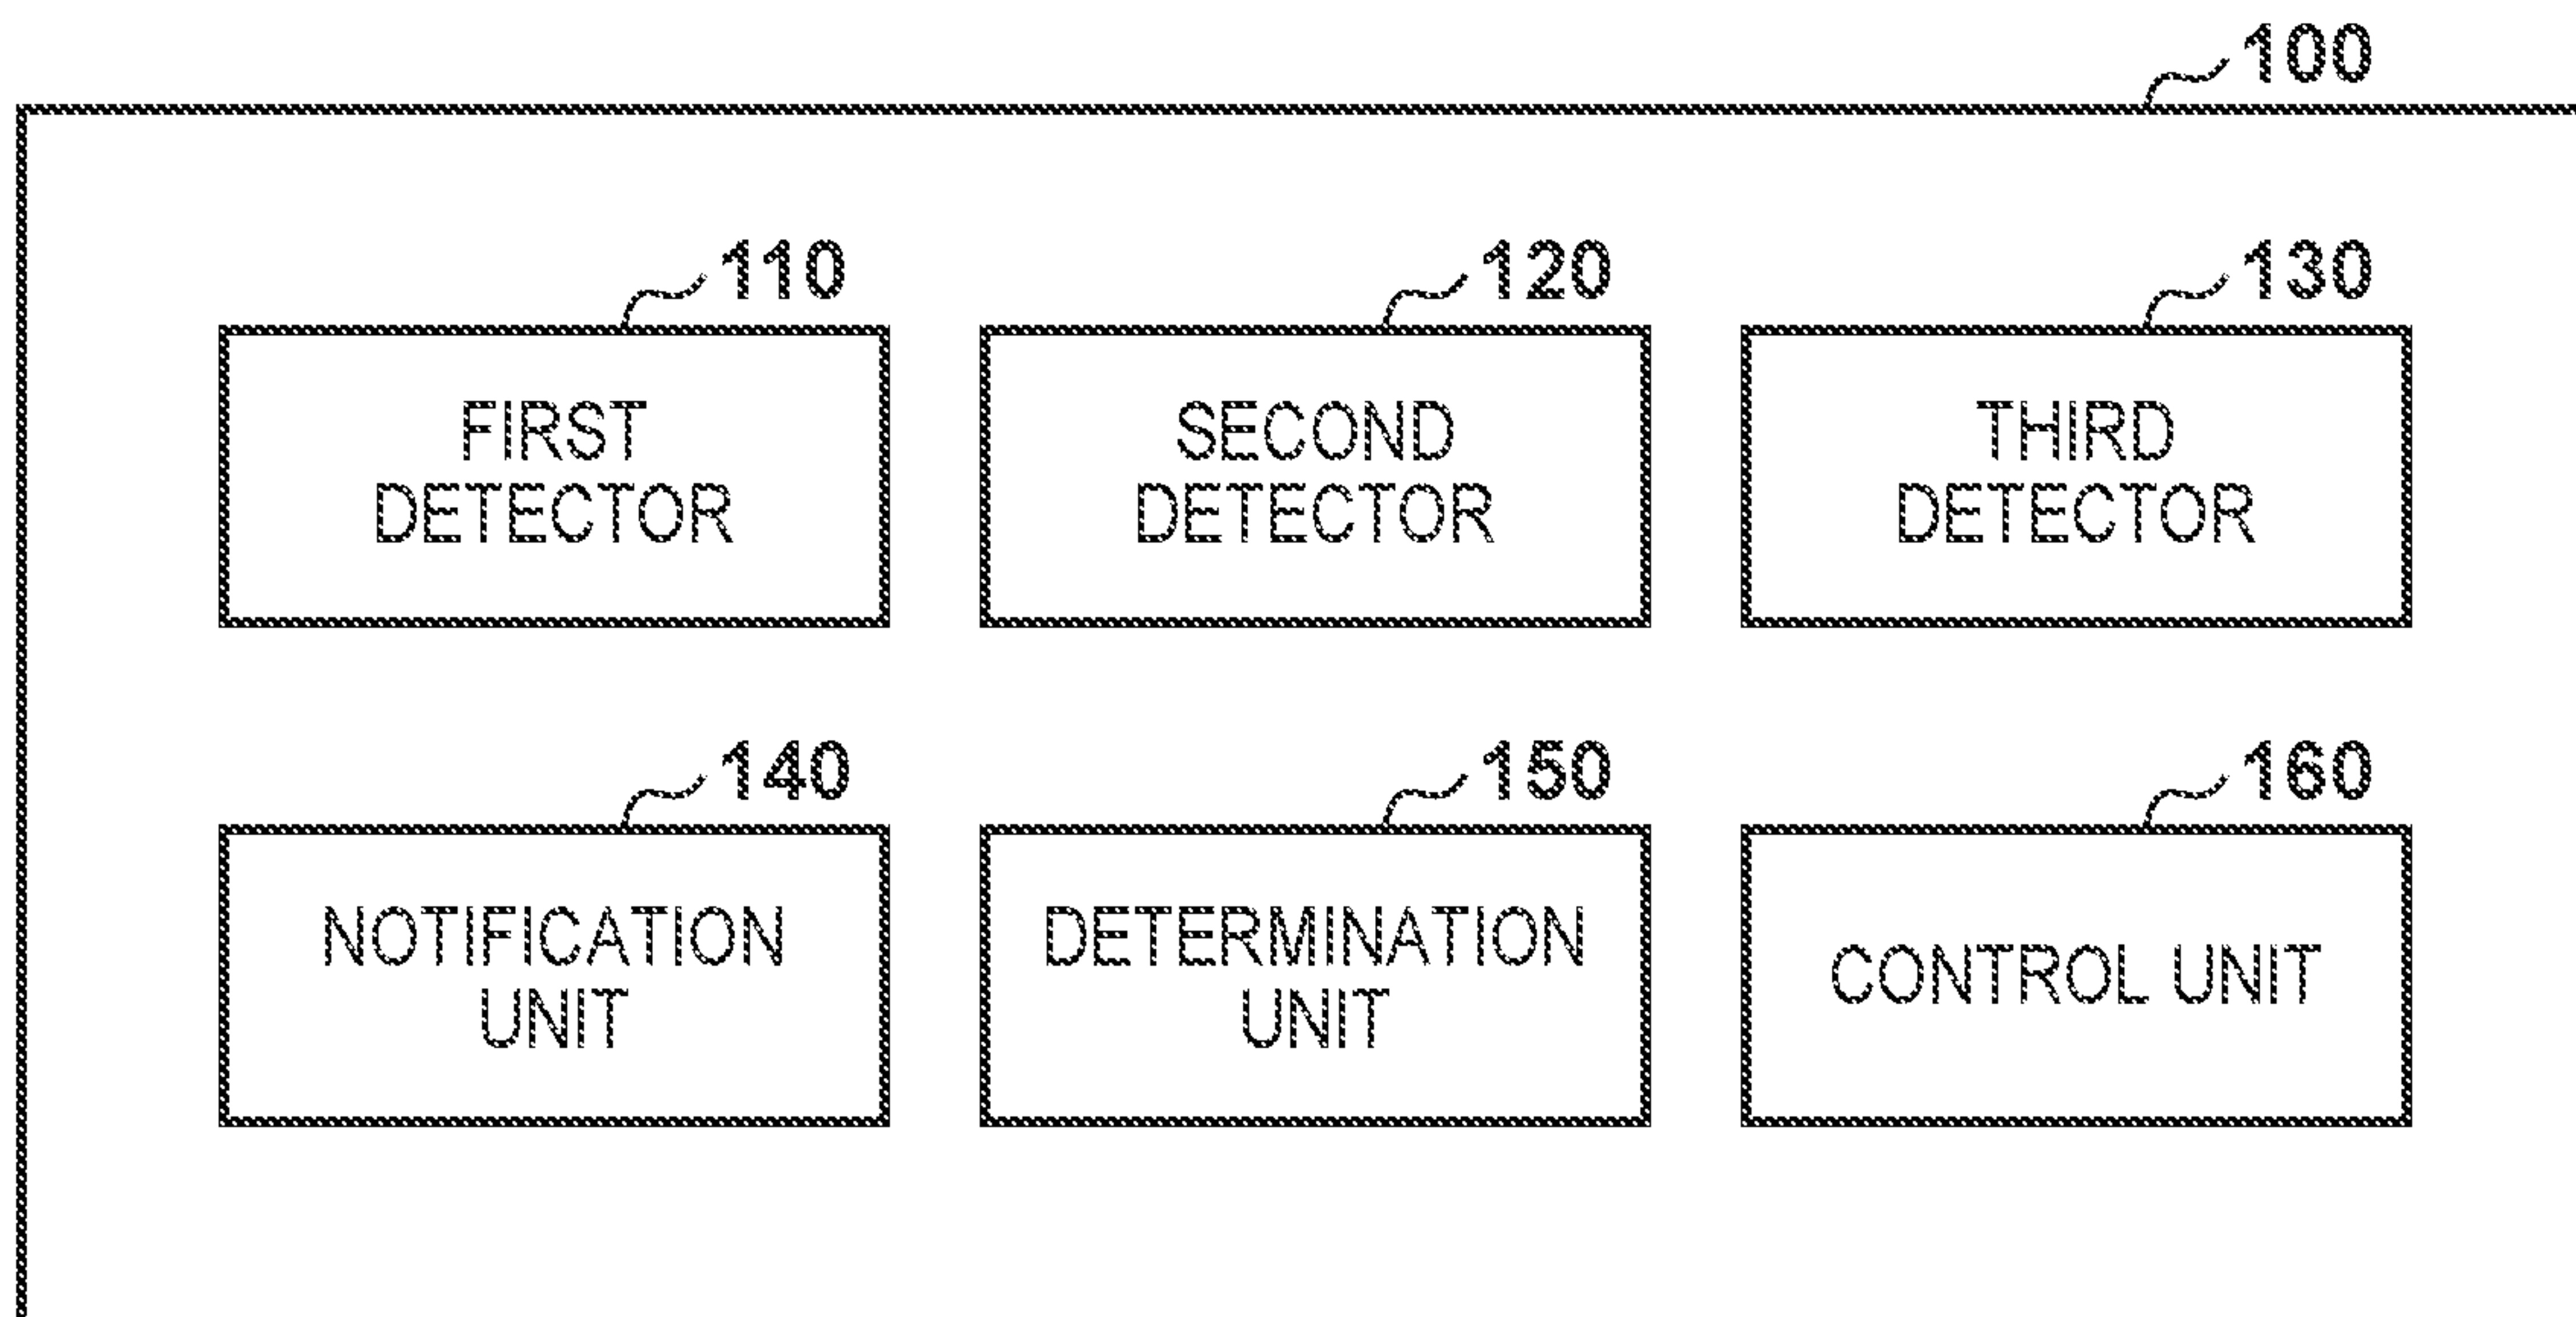 100
110
120
130
FIRST
DETECTOR
SECOND
DETECTOR
THIRD
DETECTOR
140
150
160
NOTIFICATION
UNIT
DETERMINATION
UNIT
CONTROL UNIT